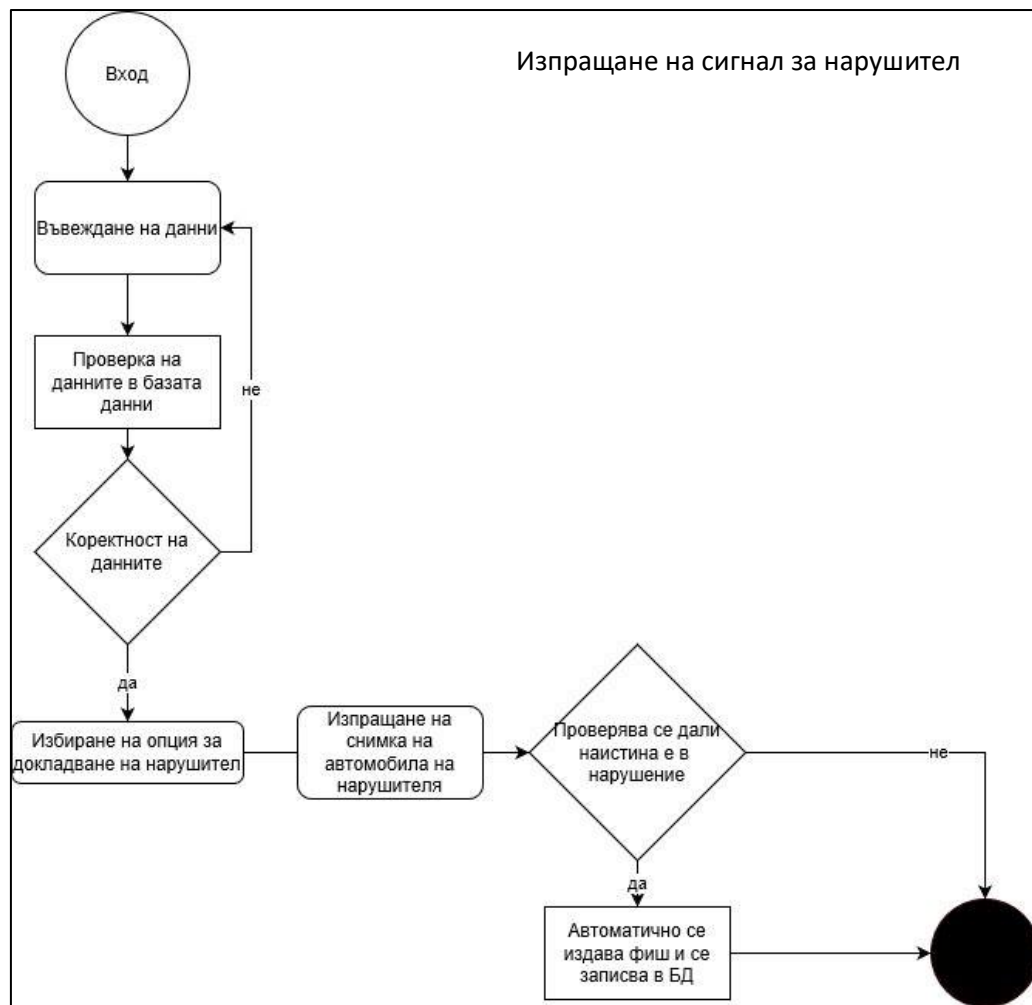 Изпращане на сигнал за нарушител
Вход
Въвеждане на данни
Проверка на
данните в базата
данни
не
Коректност на
данните
да
Избиране на опция за
докладване на нарушител
Изпращане на
снимка на
автомобила на
нарушителя
Проверява се дали
наистина е в
нарушение
не
да
Автоматично се
издава фиш и се
записва в БД